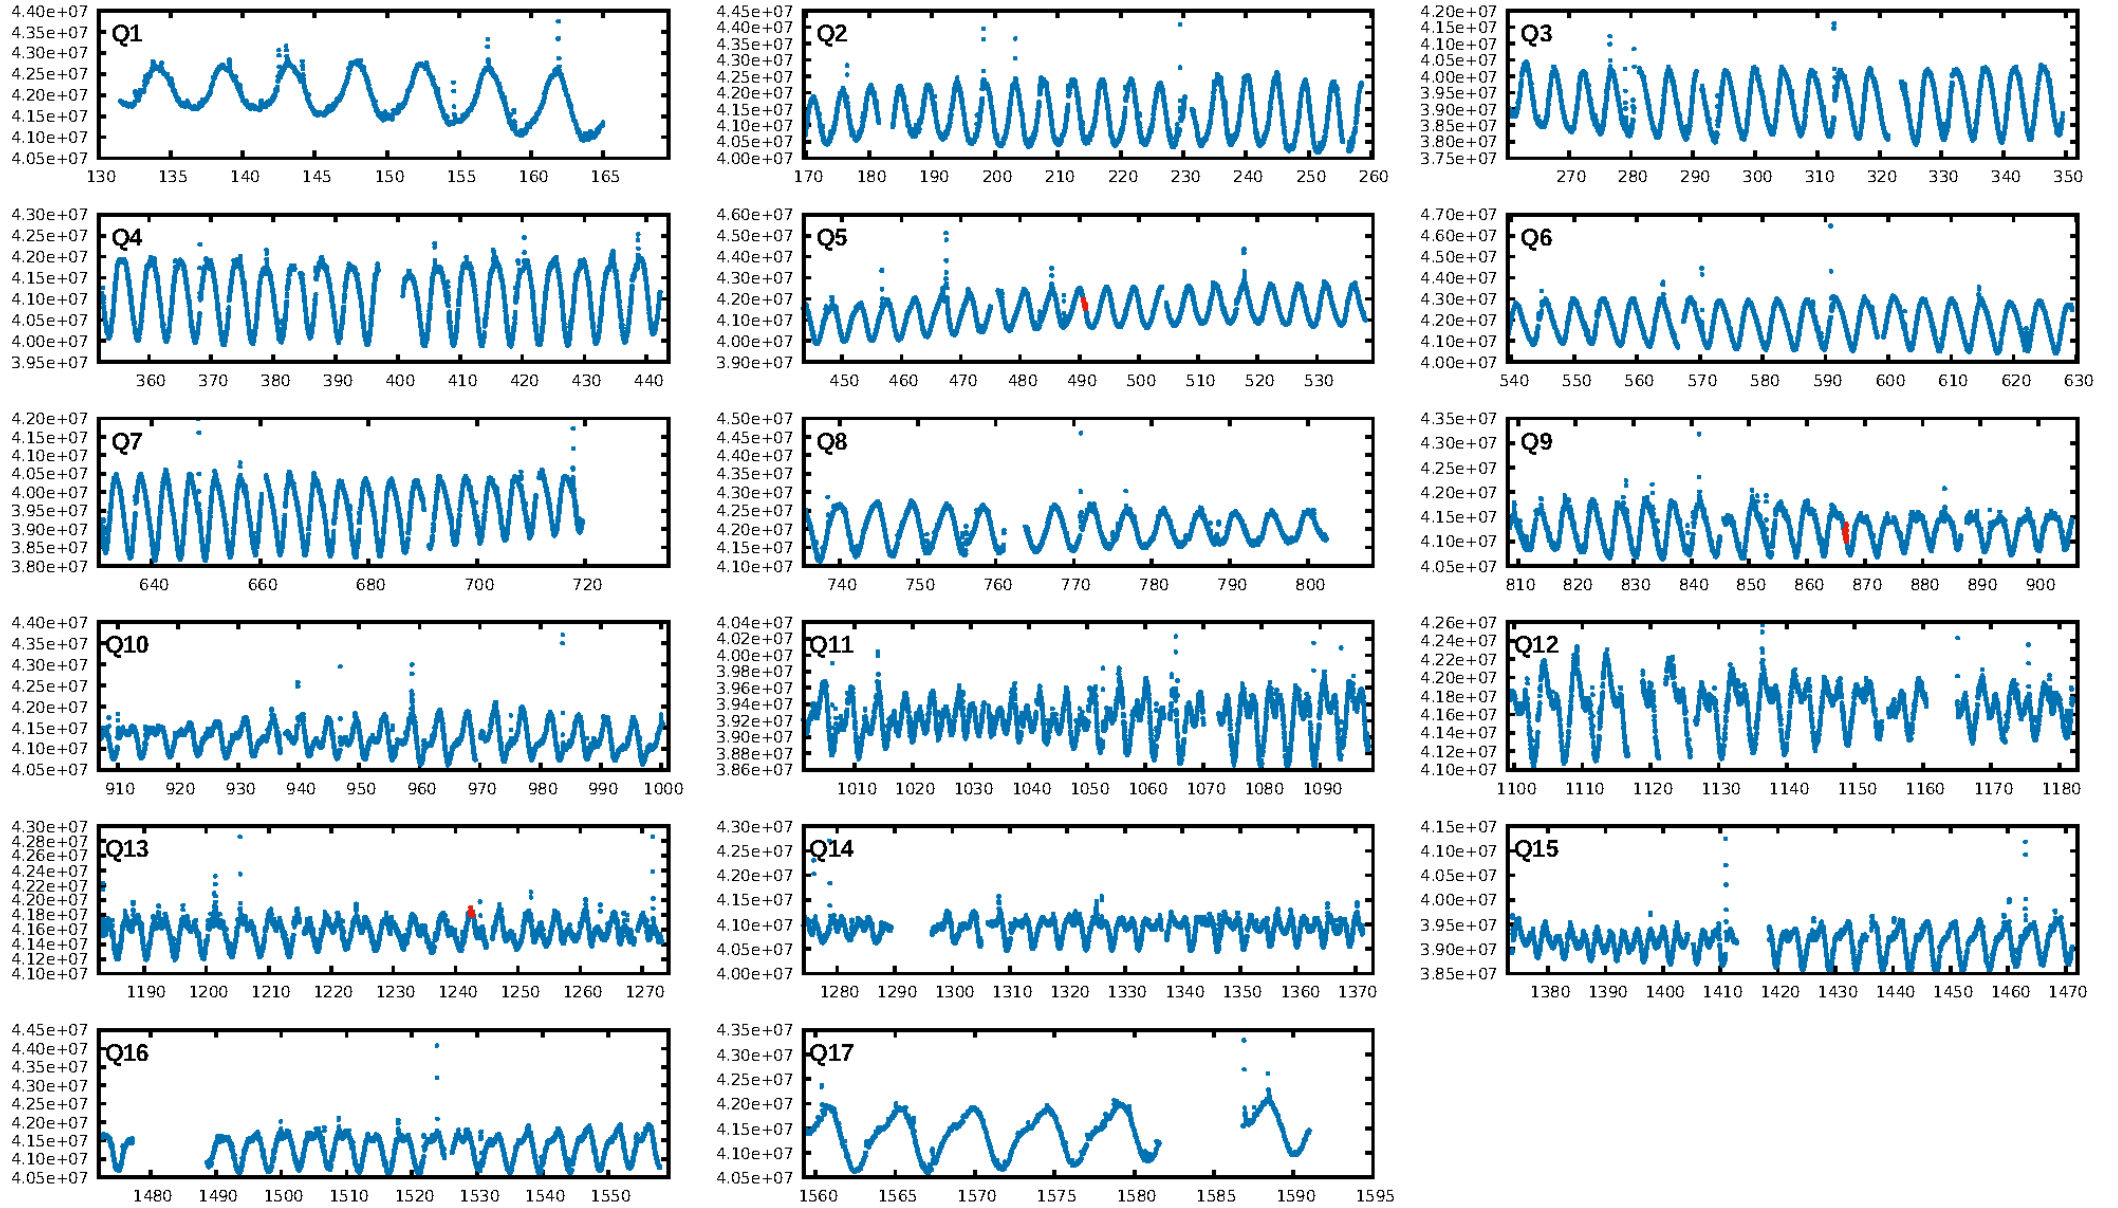 4.40e+07
4.35e+07
4.30e+07
4.25e+07
4.20e+07
4.15e+07
4.10e+07
4.05e+07
Q1
130 135 140 145 150 155 160 165
4.45e+07
4.40e+07
4.35e+07
4.30e+07
4.25e+07
4.20e+07
4.15e+07
4.10e+07
4.05e+07
4.00e+07
Q2
170 180 190 200 210 220 230 240 250 260
4.20e+07
4.15e+07
4.10e+07
4.05e+07
4.00e+07
3.95e+07
3.90e+07
3.85e+07
3.80e+07
3.75e+07
Q3
270 280 290 300 310 320 330 340 350
4.30e+07
4.25e+07
4.20e+07
4.15e+07
4.10e+07
4.05e+07
4.00e+07
3.95e+07
Q4
360 370 380 390 400 410 420 430 440
4.60e+07
4.50e+07
4.40e+07
4.30e+07
4.20e+07
4.10e+07
4.00e+07
3.90e+07
Q5
450 460 470 480 490 500 510 520 530
4.70e+07
4.60e+07
4.50e+07
4.40e+07
4.30e+07
4.20e+07
4.10e+07
4.00e+07
Q6
540 550 560 570 580 590 600 610 620 630
4.20e+07
4.15e+07
4.10e+07
4.05e+07
4.00e+07
3.95e+07
3.90e+07
3.85e+07
3.80e+07
Q7
640 660 680 700 720
4.50e+07
4.45e+07
4.40e+07
4.35e+07
4.30e+07
4.25e+07
4.20e+07
4.15e+07
4.10e+07
Q8
740 750 760 770 780 790 800
4.35e+07
4.30e+07
4.25e+07
4.20e+07
4.15e+07
4.10e+07
4.05e+07
Q9
810 820 830 840 850 860 870 880 890 900
4.40e+07
4.35e+07
4.30e+07
4.25e+07
4.20e+07
4.15e+07
4.10e+07
4.05e+07
Q10
910 920 930 940 950 960 970 980 990 1000
4.04e+07
4.02e+07
4.00e+07
3.98e+07
3.96e+07
3.94e+07
3.92e+07
3.90e+07
3.88e+07
3.86e+07
Q11
1010 1020 1030 1040 1050 1060 1070 1080 1090
4.26e+07
4.24e+07
4.22e+07
4.20e+07
4.18e+07
4.16e+07
4.14e+07
4.12e+07
4.10e+07
Q12
1100 1110 1120 1130 1140 1150 1160 1170 1180
4.30e+07
4.28e+07
4.26e+07
4.24e+07
4.22e+07
4.20e+07
4.18e+07
4.16e+07
4.14e+07
4.12e+07
4.10e+07
Q13
1190 1200 1210 1220 1230 1240 1250 1260 1270
4.30e+07
4.25e+07
4.20e+07
4.15e+07
4.10e+07
4.05e+07
4.00e+07
Q14
1280 1290 1300 1310 1320 1330 1340 1350 1360 1370
4.15e+07
4.10e+07
4.05e+07
4.00e+07
3.95e+07
3.90e+07
3.85e+07
Q15
1380 1390 1400 1410 1420 1430 1440 1450 1460 1470
4.45e+07
4.40e+07
4.35e+07
4.30e+07
4.25e+07
4.20e+07
4.15e+07
4.10e+07
4.05e+07
Q16
1480 1490 1500 1510 1520 1530 1540 1550
4.35e+07
4.30e+07
4.25e+07
4.20e+07
4.15e+07
4.10e+07
4.05e+07
Q17
1560 1565 1570 1575 1580 1585 1590 1595